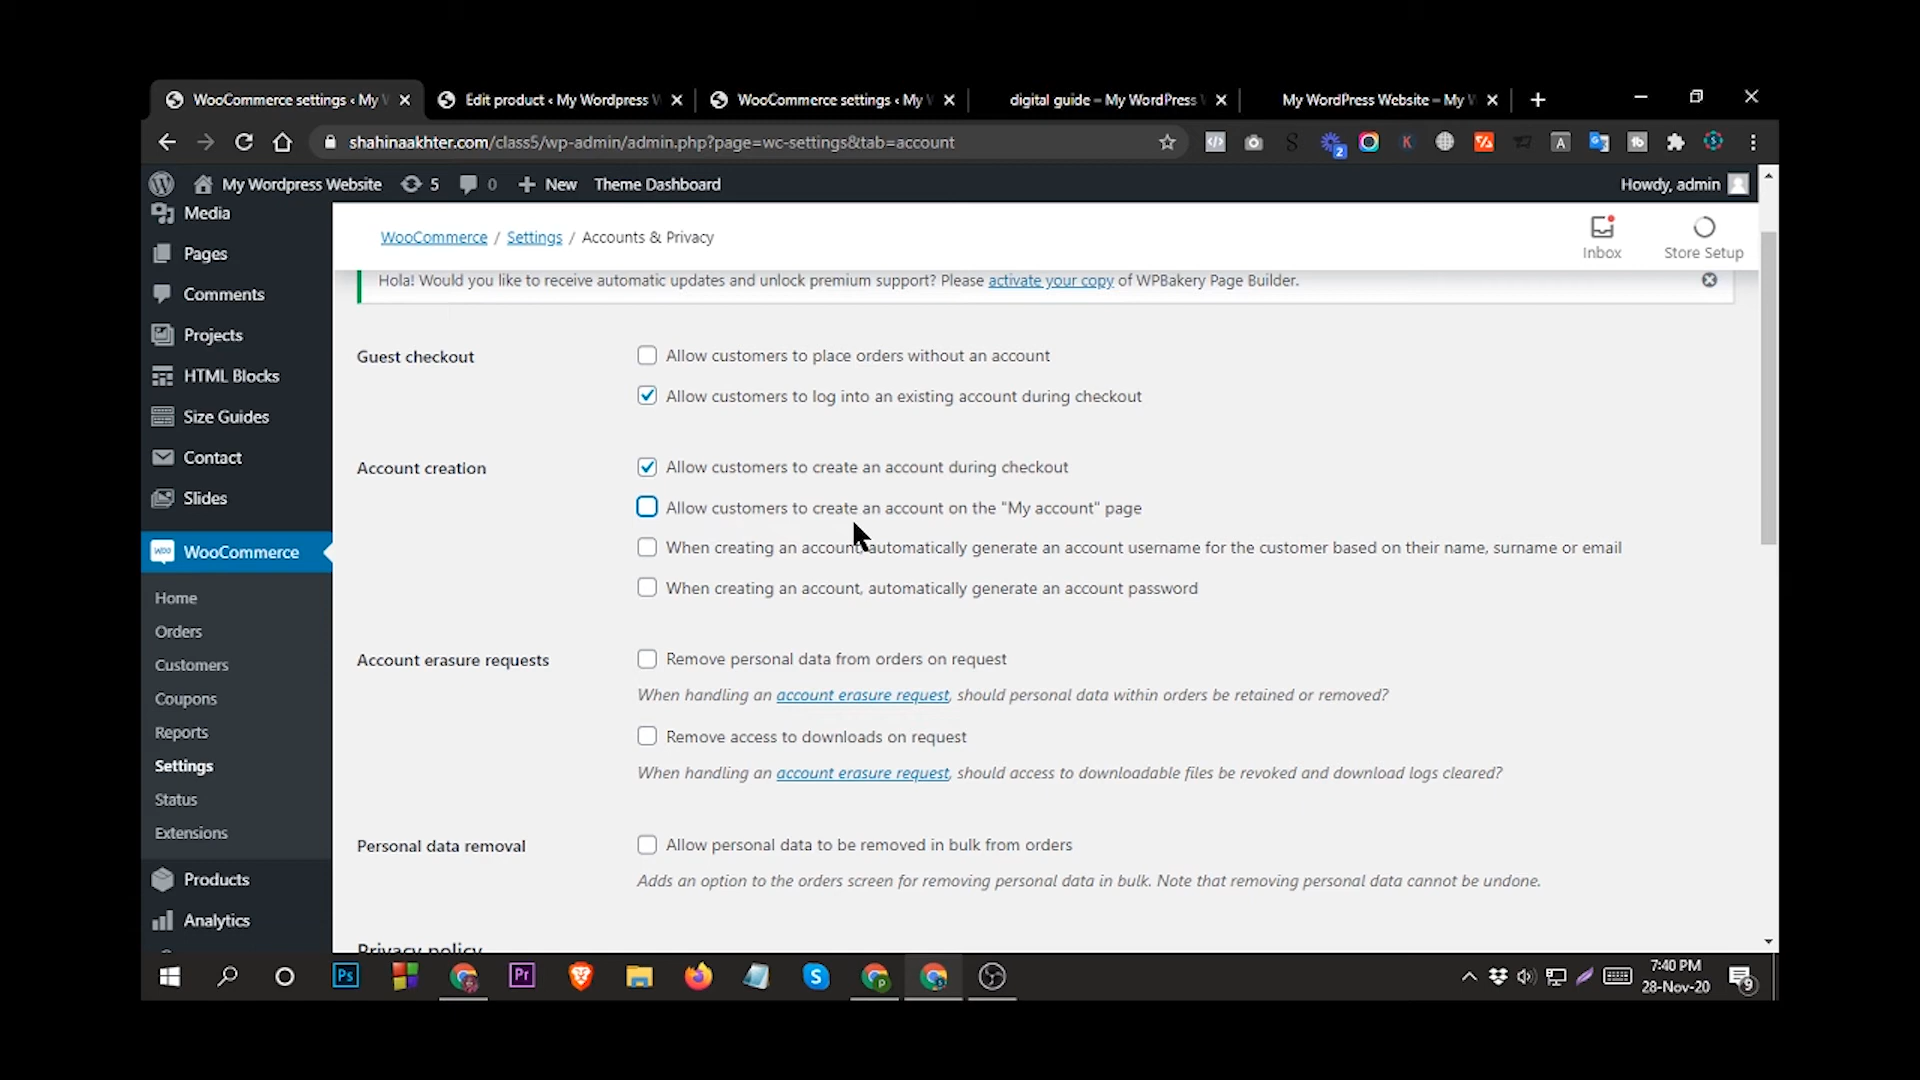 WooCommerce settings ‹ My W
Edit product ‹ My Wordpress W
WooCommerce settings ‹ My W
digital guide – My WordPress
My WordPress Website – My W
shahinaakhter.com/class5/wp-admin/admin.php?page=wc-settings&tab=account
2
My Wordpress Website
5
0
New
Theme Dashboard
Howdy, admin
Media
Pages
Comments
Projects
HTML Blocks
Size Guides
Contact
Slides
WooCommerce
Home
Orders
Customers
Coupons
Reports
Settings
Status
Extensions
Products
Analytics
WooCommerce / Settings / Accounts & Privacy
Inbox
Store Setup
Hola! Would you like to receive automatic updates and unlock premium support? Please activate your copy of WPBakery Page Builder.
Guest checkout
Allow customers to place orders without an account
Allow customers to log into an existing account during checkout
Account creation
Allow customers to create an account during checkout
Allow customers to create an account on the "My account" page
When creating an account, automatically generate an account username for the customer based on their name, surname or email
When creating an account, automatically generate an account password
Account erasure requests
Remove personal data from orders on request
When handling an account erasure request, should personal data within orders be retained or removed?
Remove access to downloads on request
When handling an account erasure request, should access to downloadable files be revoked and download logs cleared?
Personal data removal
Allow personal data to be removed in bulk from orders
Adds an option to the orders screen for removing personal data in bulk. Note that removing personal data cannot be undone.
Privacy policy
Ps
Pr
S
7:40 PM
28-Nov-20
9